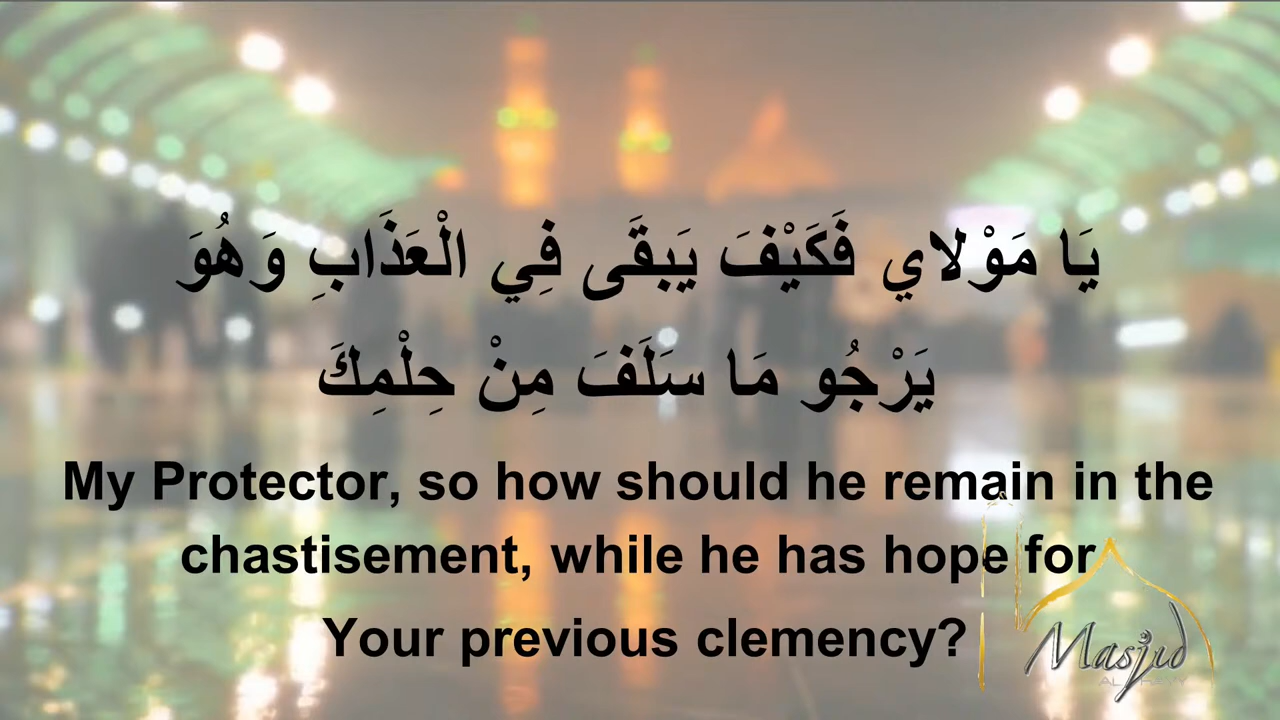 يَا مَوْلاي فَكَيْفَ يَبقَى فِي الْعَذَابِ وَهُوَ
يَرْجُو مَا سَلَفَ مِنْ حِلْمِكَ
My Protector, so how should he remain in the
chastisement, while he has hope for
Your previous clemency?
Masjid